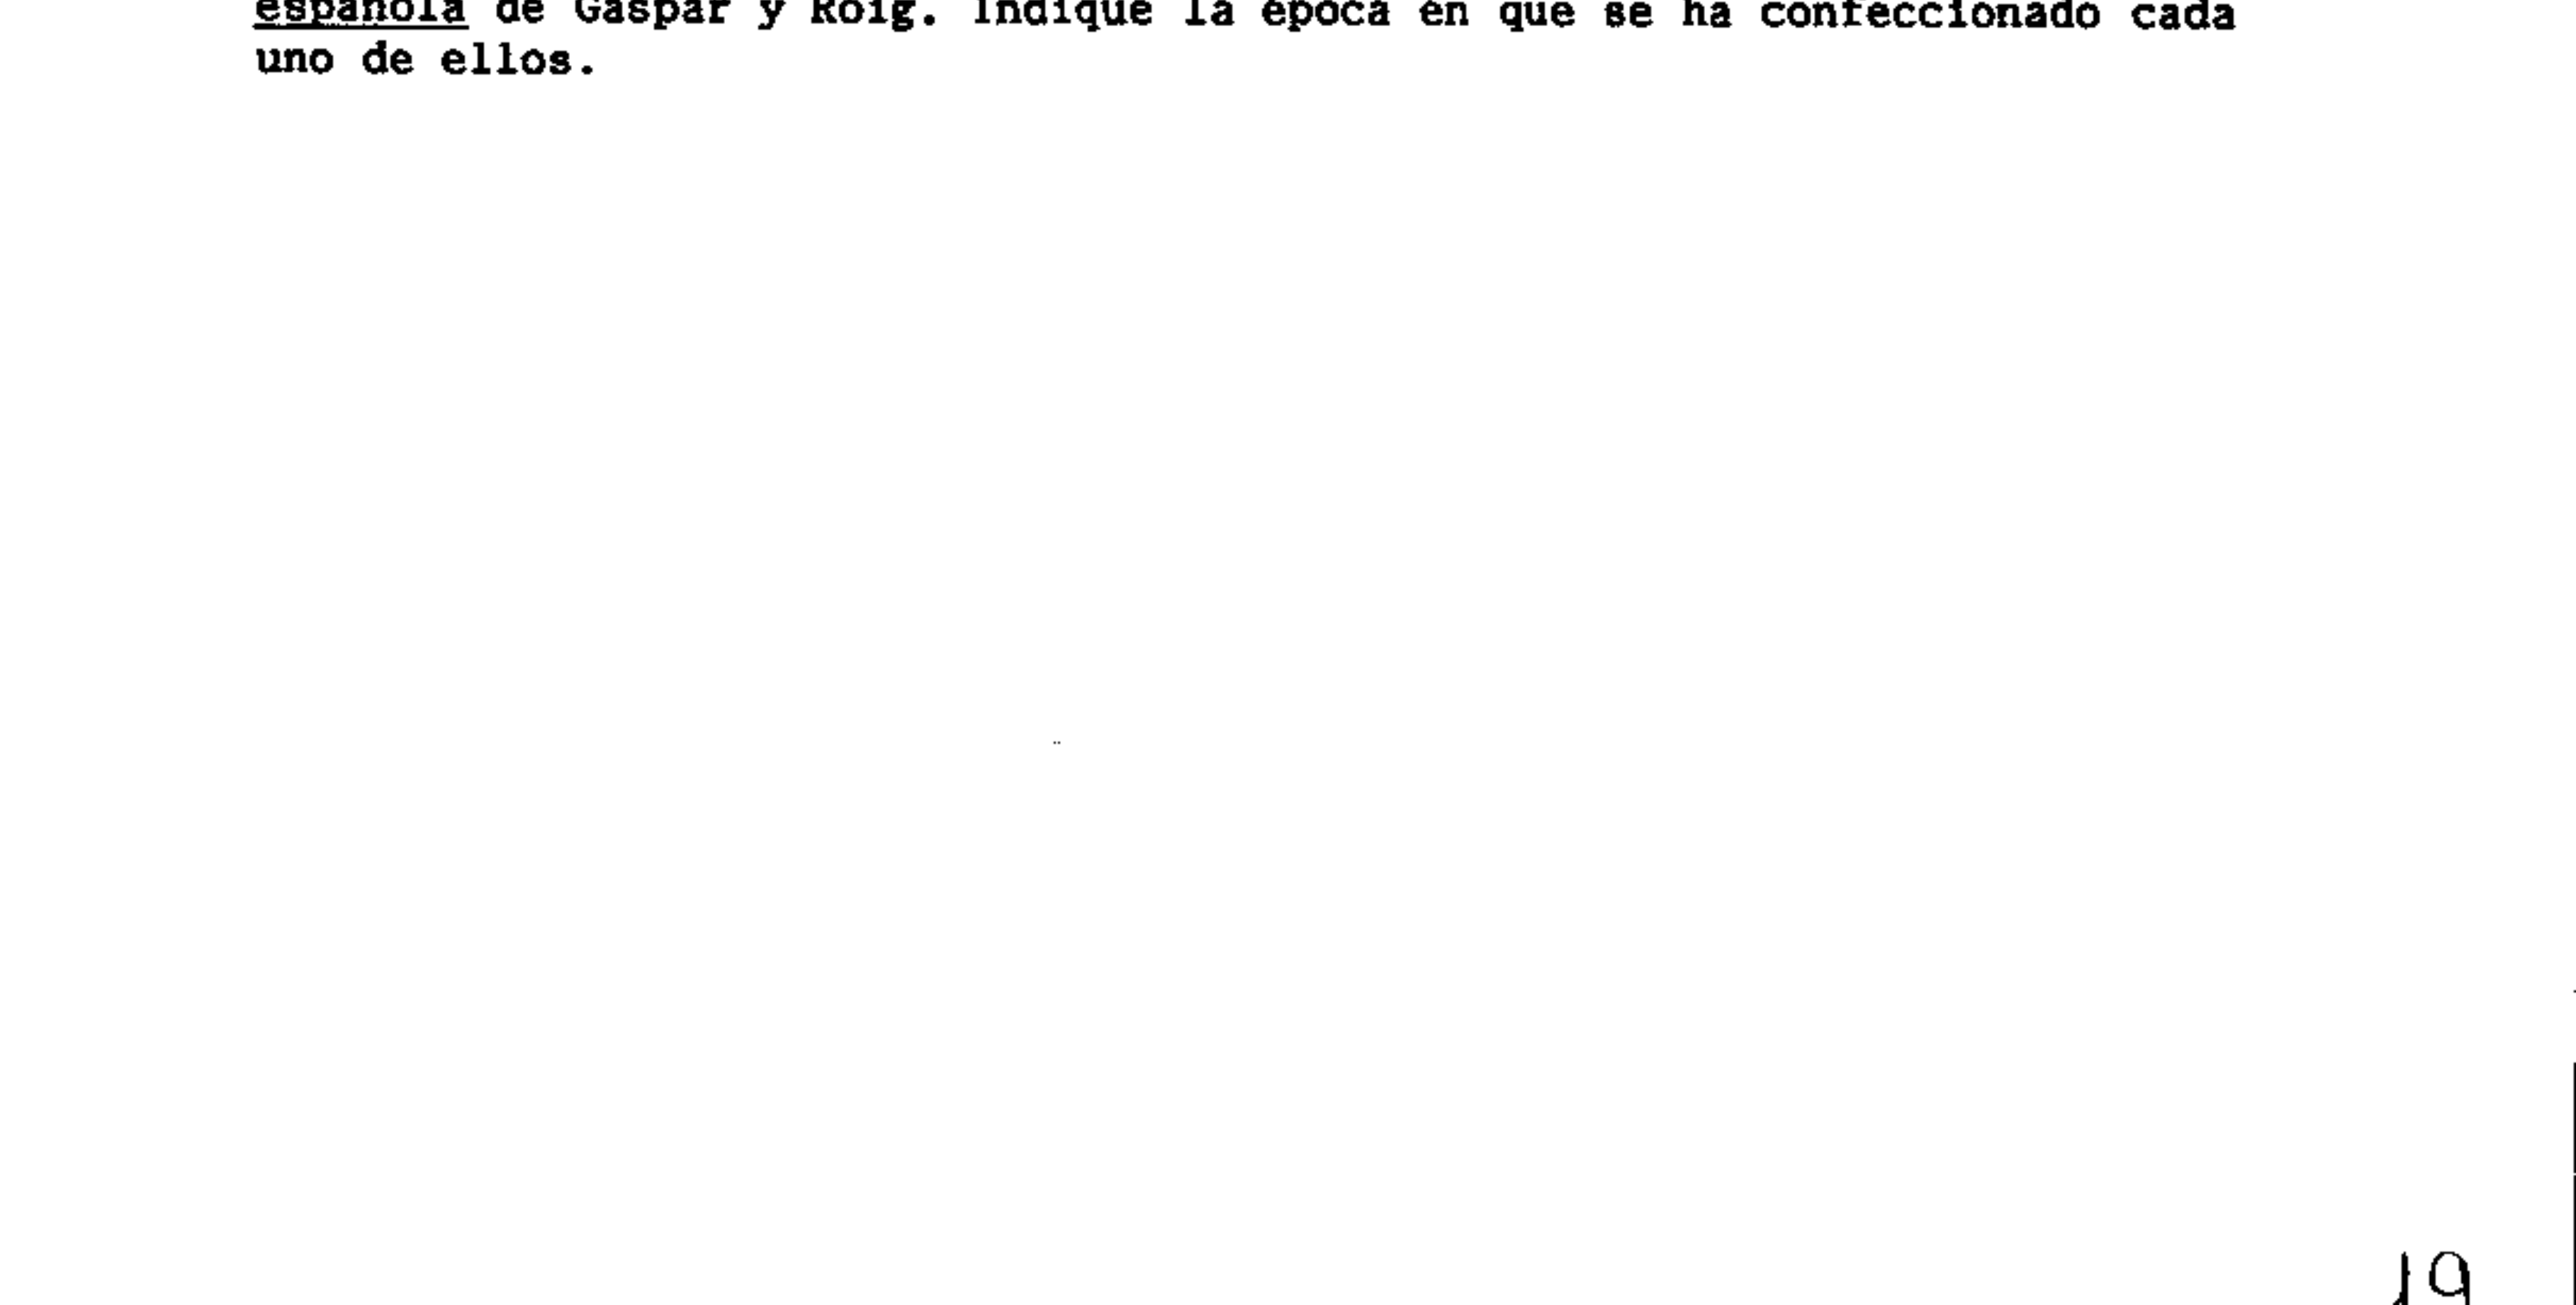 española de Gaspar y Roig. Indique la época en que se ha confeccionado cada
uno de ellos.
19